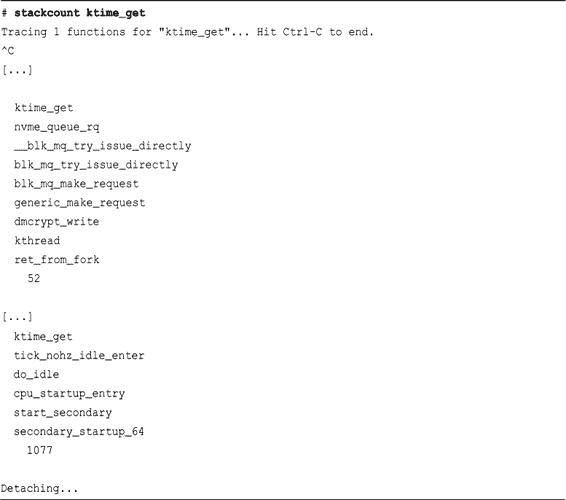 # stackcount ktime_get
Tracing 1 functions for "ktime_get"... Hit Ctrl-C to end.
^C
[...]
ktime_get
nvme_queue_rq
__blk_mq_try_issue_directly
blk_mq_try_issue_directly
blk_mq_make_request
generic_make_request
dmcrypt_write
kthread
ret_from_fork
52
[...]
ktime_get
tick_nohz_idle_enter
do_idle
cpu_startup_entry
start_secondary
secondary_startup_64
1077
Detaching...